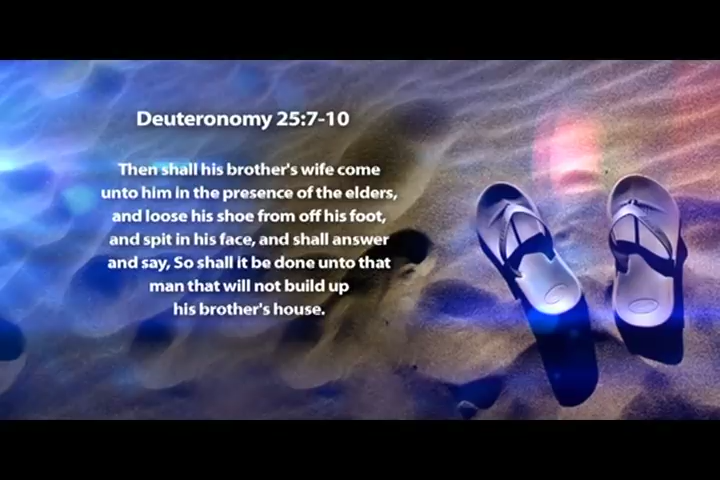 Deuteronomy 25:7-10
Then shall his brother's wife come
unto him in the presence of the elders,
and loose his shoe from off his foot,
and spit in his face, and shall answer
and say, So shall it be done unto that
man that will not build up
his brother's house.